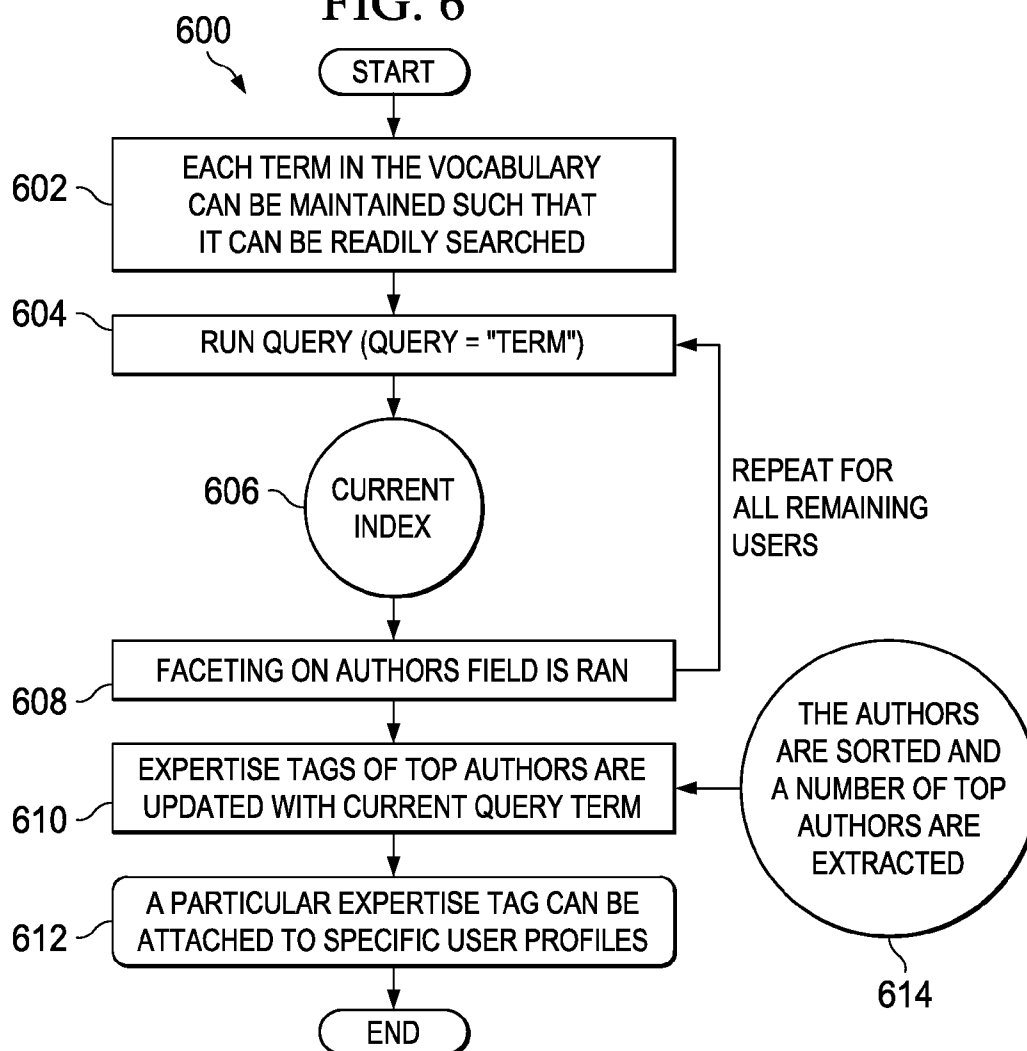 FIG. 6
600
START
602
EACH TERM IN THE VOCABULARY
CAN BE MAINTAINED SUCH THAT
IT CAN BE READILY SEARCHED
604
RUN QUERY (QUERY = "TERM")
606
CURRENT
INDEX
REPEAT FOR
ALL REMAINING
USERS
608
FACETING ON AUTHORS FIELD IS RAN
610
EXPERTISE TAGS OF TOP AUTHORS ARE
UPDATED WITH CURRENT QUERY TERM
THE AUTHORS
ARE SORTED AND
A NUMBER OF TOP
AUTHORS ARE
EXTRACTED
614
612
A PARTICULAR EXPERTISE TAG CAN BE
ATTACHED TO SPECIFIC USER PROFILES
END